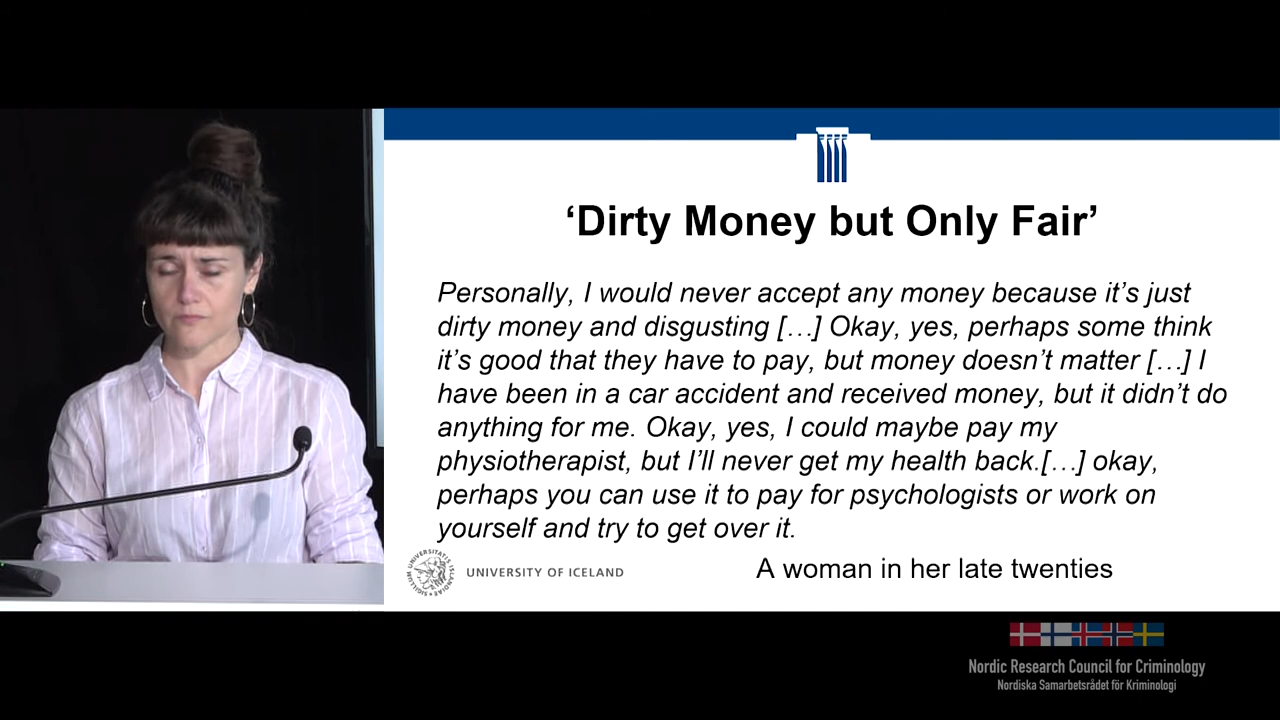 ‘Dirty Money but Only Fair’
Personally, I would never accept any money because it’s just
dirty money and disgusting […] Okay, yes, perhaps some think
it’s good that they have to pay, but money doesn’t matter […] I
have been in a car accident and received money, but it didn’t do
anything for me. Okay, yes, I could maybe pay my
physiotherapist, but I’ll never get my health back.[…] okay,
perhaps you can use it to pay for psychologists or work on
yourself and try to get over it.
UNIVERSITY OF ICELAND
A woman in her late twenties
Nordic Research Council for Criminology
Nordiska Samarbetsrådet för Kriminologi